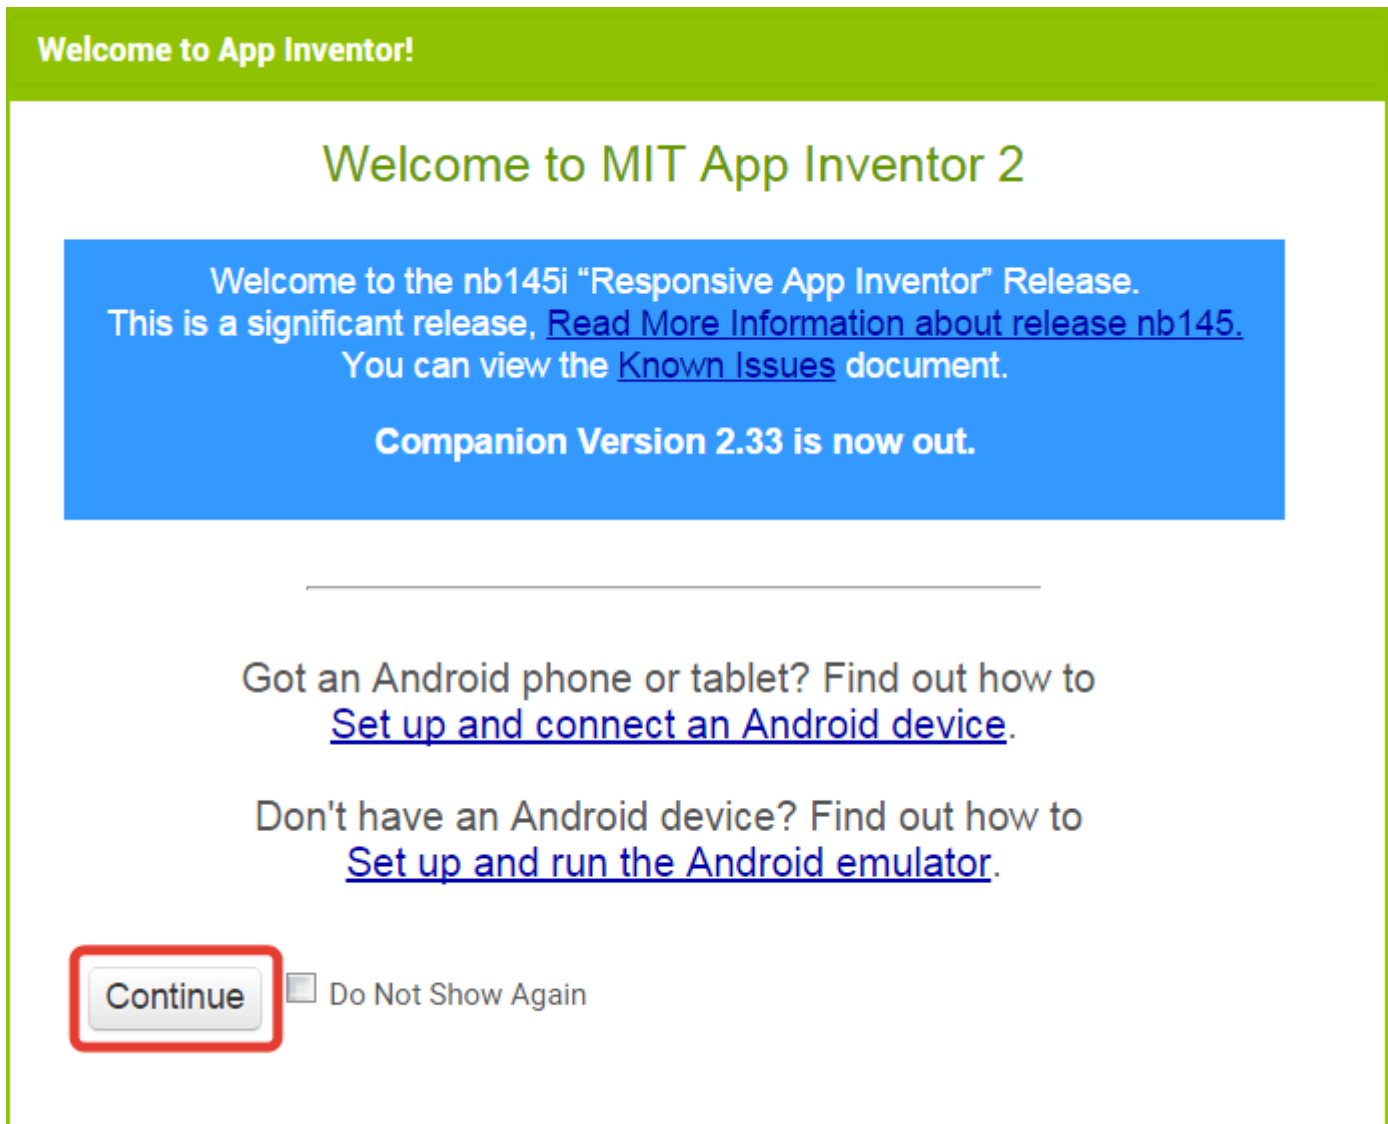 Welcome to App Inventor!
Welcome to MIT App Inventor 2
Welcome to the nb145i “Responsive App Inventor” Release.
This is a significant release, Read More Information about release nb145.
You can view the Known Issues document.
Companion Version 2.33 is now out.
Got an Android phone or tablet? Find out how to
Set up and connect an Android device.
Don't have an Android device? Find out how to
Set up and run the Android emulator.
Continue Do Not Show Again